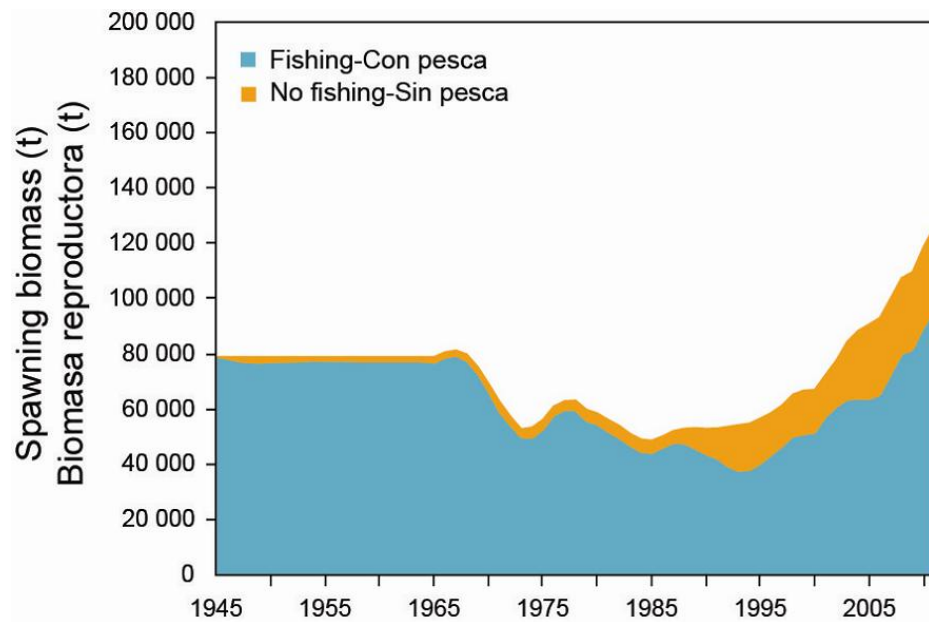 Spawning biomass (t)
Biomasa reproductora (t)
200 000
180 000
160 000
140 000
120 000
100 000
80 000
60 000
40 000
20 000
0
Fishing-Con pesca
No fishing-Sin pesca
1945 1955 1965 1975 1985 1995 2005